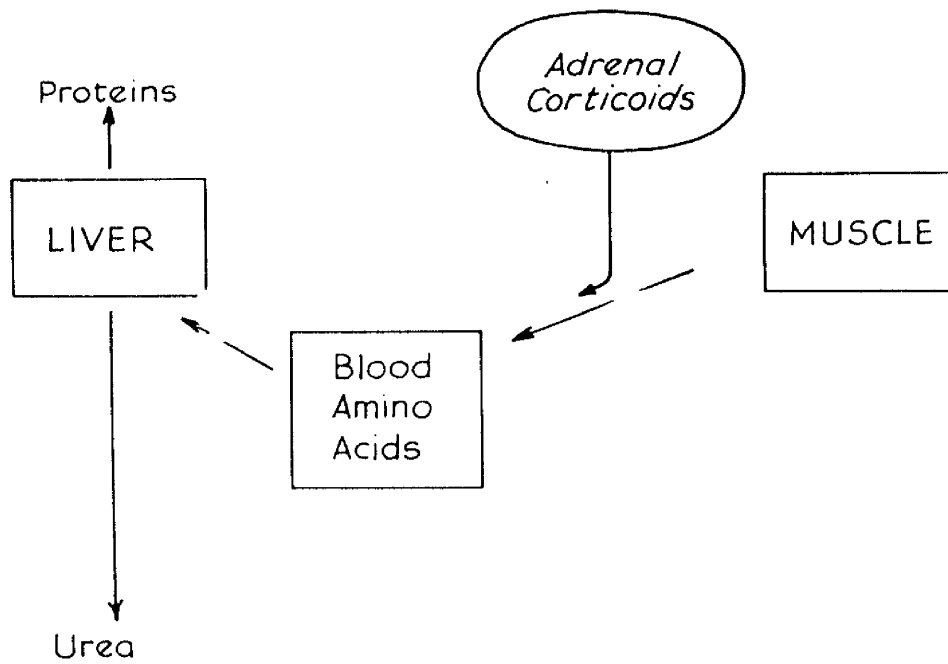 Adrenal
Corticoids
Proteins
LIVER
MUSCLE
Blood
Amino
Acids
Urea